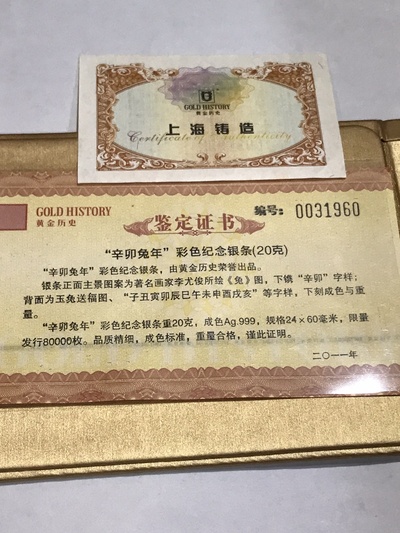 GOLD HISTORY
黄金历史
上海铸造
Certificate of Authenticity
GOLD HISTORY
黄金历史
鉴定证书
编号: 0031960
“辛卯兔年”彩色纪念银条(20克)
“辛卯兔年”彩色纪念银条，由黄金历史荣誉出品。
银条正面主景图案为著名画家李尤俊所绘《兔》图，下镌“辛卯”字样;
背面为玉兔送福图、“子丑寅卯辰巳午未申酉戌亥”等字样，下刻成色与重
量。
“辛卯兔年”彩色纪念银条重20克，成色Ag.999，规格24×60毫米，限量
发行80000枚。品质精细，成色标准，重量合格，谨此证明。
二〇一一年